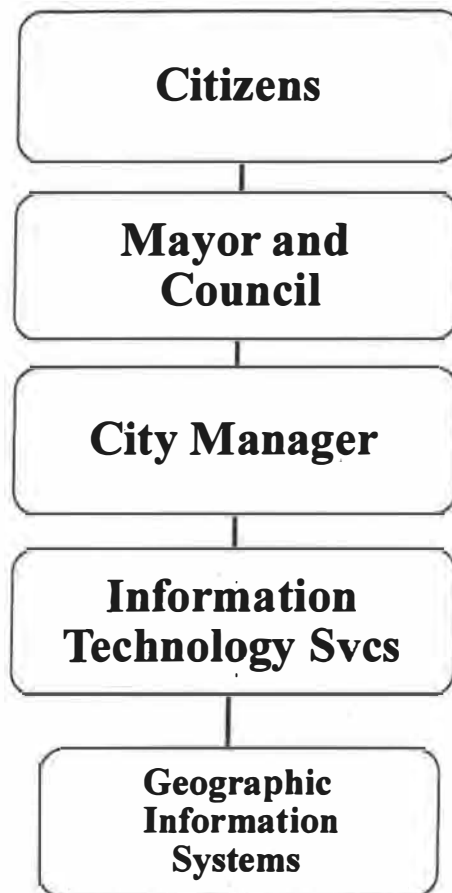 Citizens
Mayor and
Council
City Manager
Information
Technology Svcs
Geographic
Information
Systems